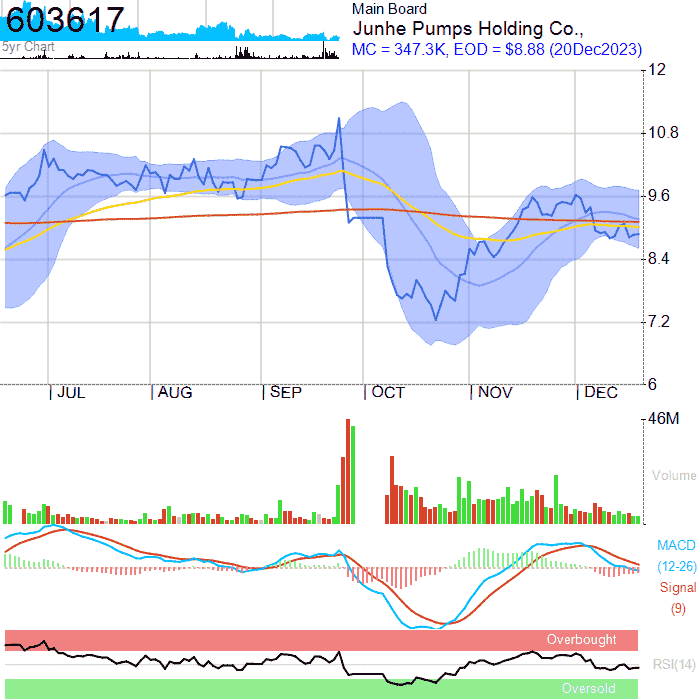 603617
5yr Chart
Main Board
Junhe Pumps Holding Co.,
MC = 347.3K, EOD = $8.88 (20Dec2023)
12
10.8
9.6
8.4
7.2
6
JUL AUG SEP OCT NOV DEC
46M
Volume
MACD
(12-26)
Signal
(9)
Overbought
RSI(14)
Oversold